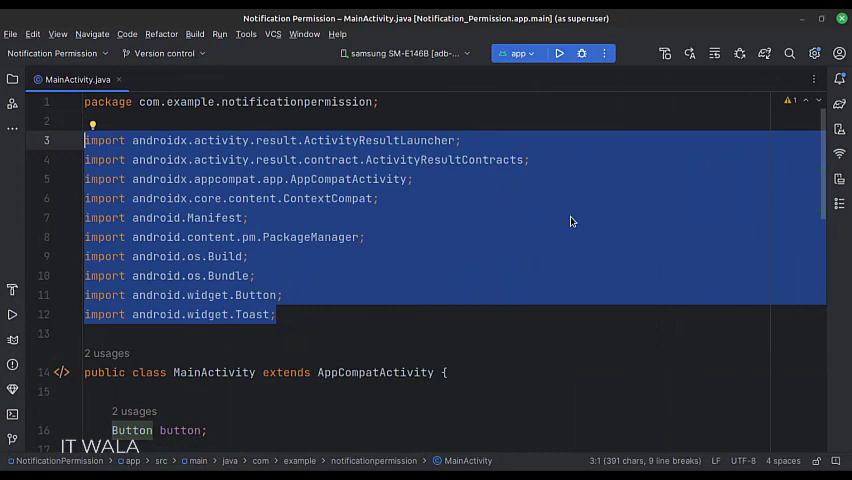 Notification Permission – MainActivity.java [Notification_Permission.app.main] (as superuser)
File Edit View Navigate Code Refactor Build Run Tools VCS Window Help
Notification Permission Version control samsung SM-E146B [adb-... app
MainActivity.java
1 package com.example.notificationpermission; 1
2
3 import androidx.activity.result.ActivityResultLauncher;
4 import androidx.activity.result.contract.ActivityResultContracts;
5 import androidx.appcompat.app.AppCompatActivity;
6 import androidx.core.content.ContextCompat;
7 import android.Manifest;
8 import android.content.pm.PackageManager;
9 import android.os.Build;
10 import android.os.Bundle;
11 import android.widget.Button;
12 import android.widget.Toast;
13
2 usages
14 </> public class MainActivity extends AppCompatActivity {
15
2 usages
16 Button button;
17
IT WALA
NotificationPermission app src main java com example notificationpermission MainActivity 3:1 (391 chars, 9 line breaks) LF UTF-8 4 spaces